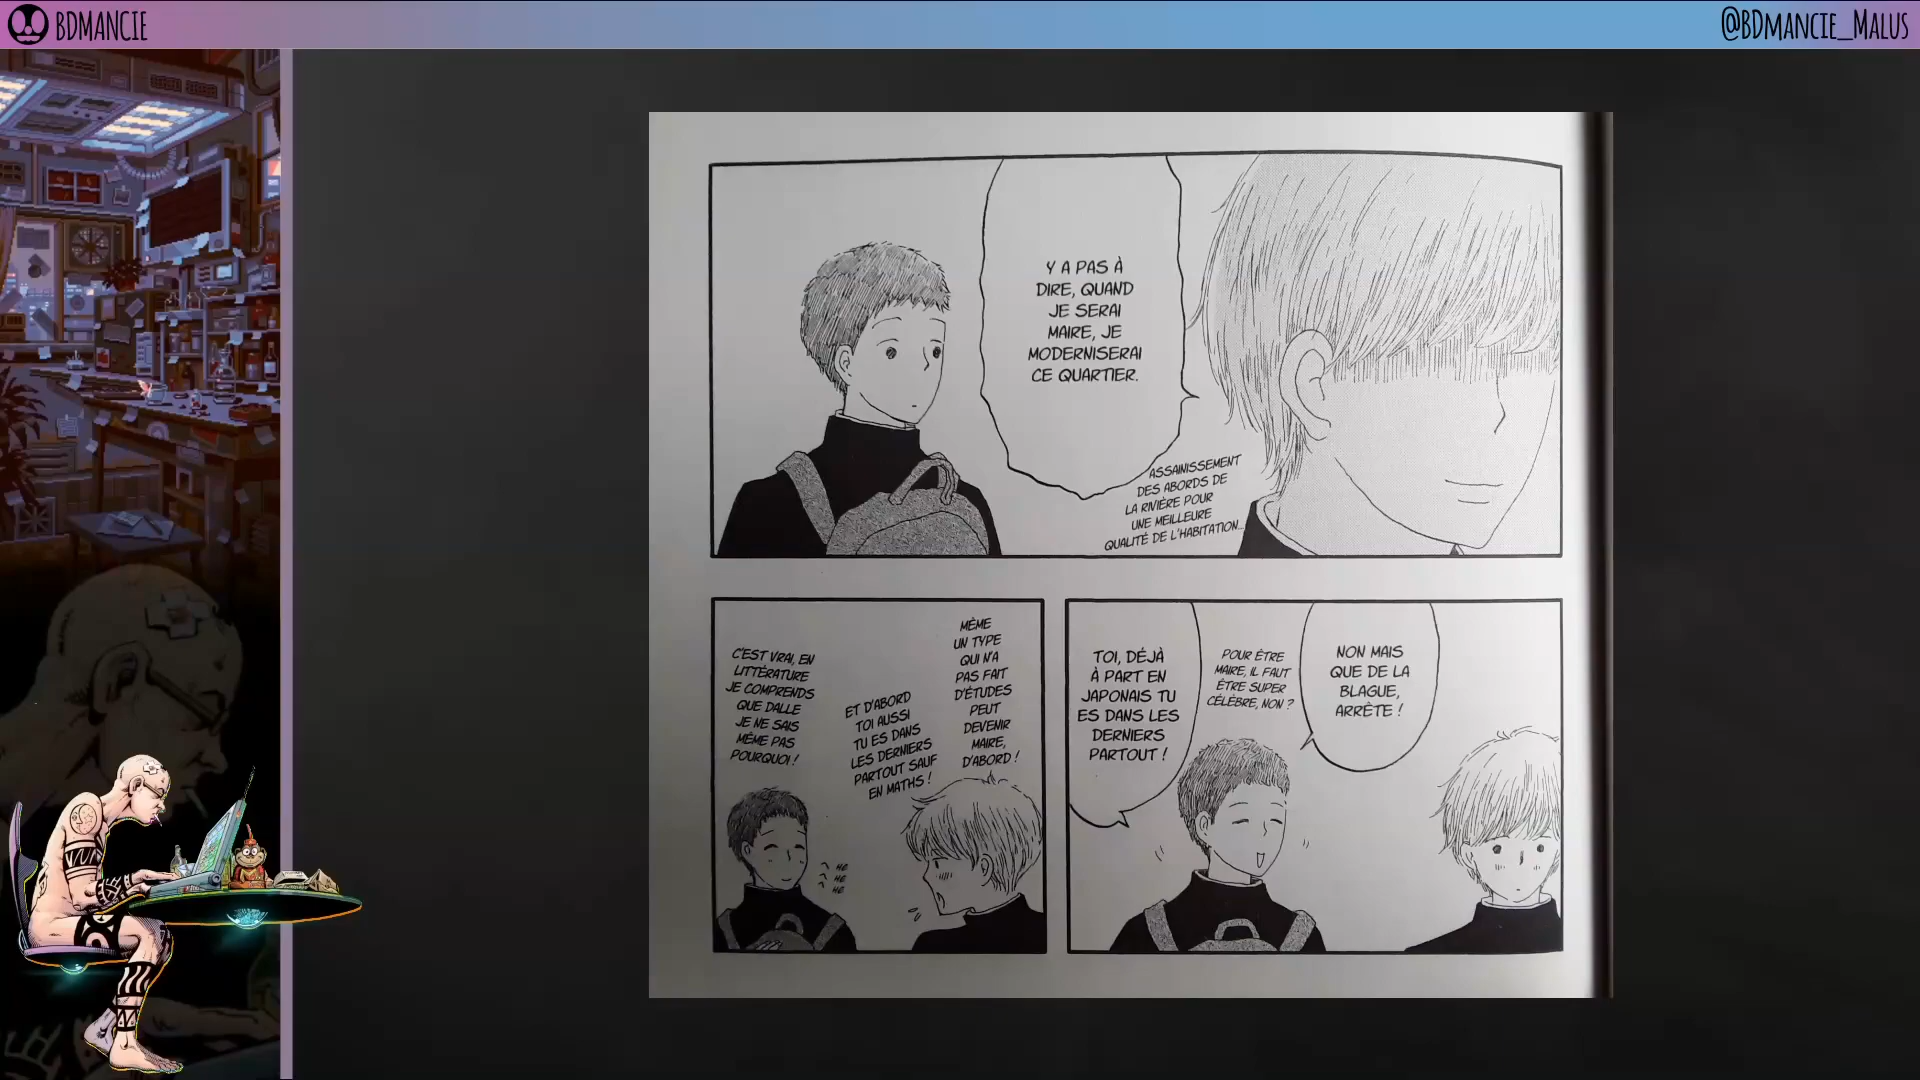 BDMANCIE
@BDMANCIE_MALUS
Y A PAS À
DIRE, QUAND
JE SERAI
MAIRE, JE
MODERNISERAI
CE QUARTIER.
ASSAINISSEMENT
DES ABORDS DE
LA RIVIÈRE POUR
UNE MEILLEURE
QUALITÉ DE L'HABITATION...
NON MAIS
QUE DE LA
BLAGUE,
ARRÊTE !
POUR ÊTRE
MAIRE, IL FAUT
ÊTRE SUPER
CÉLÈBRE, NON ?
TOI, DÉJÀ
À PART EN
JAPONAIS TU
ES DANS LES
DERNIERS
PARTOUT !
MÊME
UN TYPE
QUI N'A
PAS FAIT
D'ÉTUDES
PEUT
DEVENIR
MAIRE,
D'ABORD !
ET D'ABORD
TOI AUSSI
TU ES DANS
LES DERNIERS
PARTOUT SAUF
EN MATHS !
C'EST VRAI, EN
LITTÉRATURE
JE COMPRENDS
QUE DALLE
JE NE SAIS
MÊME PAS
POURQUOI !
HE
HE
HE